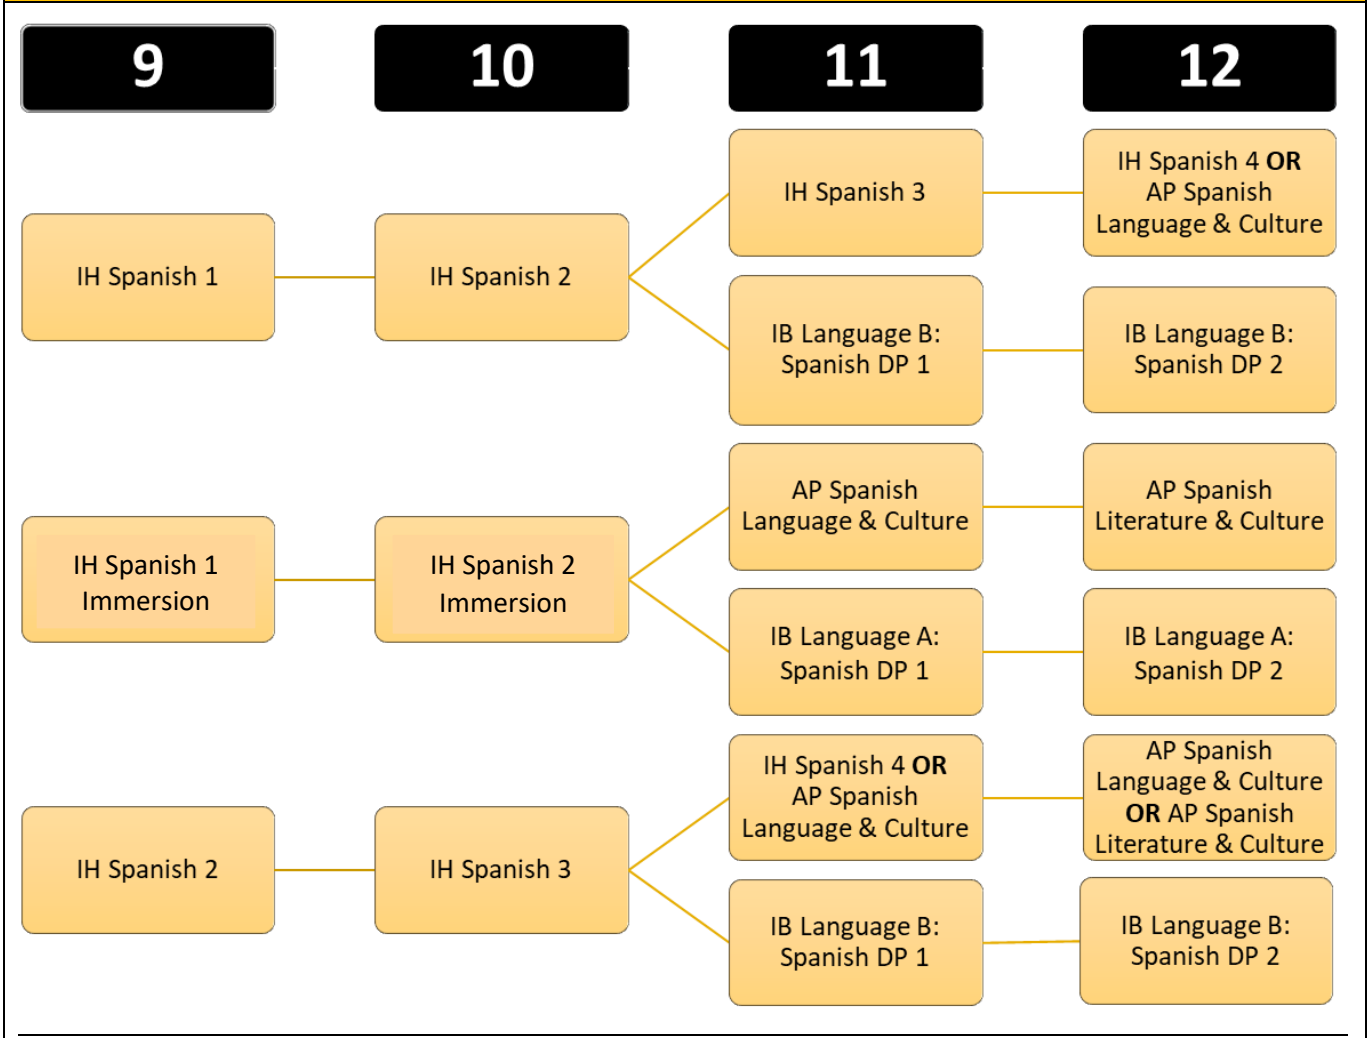 9
10
11
12
IH Spanish 1
IH Spanish 2
IH Spanish 3
IH Spanish 4 OR
AP Spanish
Language & Culture
IB Language B:
Spanish DP 1
IB Language B:
Spanish DP 2
IH Spanish 1
Immersion
IH Spanish 2
Immersion
AP Spanish
Language & Culture
AP Spanish
Literature & Culture
IB Language A:
Spanish DP 1
IB Language A:
Spanish DP 2
IH Spanish 2
IH Spanish 3
IH Spanish 4 OR
AP Spanish
Language & Culture
AP Spanish
Language & Culture
OR AP Spanish
Literature & Culture
IB Language B:
Spanish DP 1
IB Language B:
Spanish DP 2